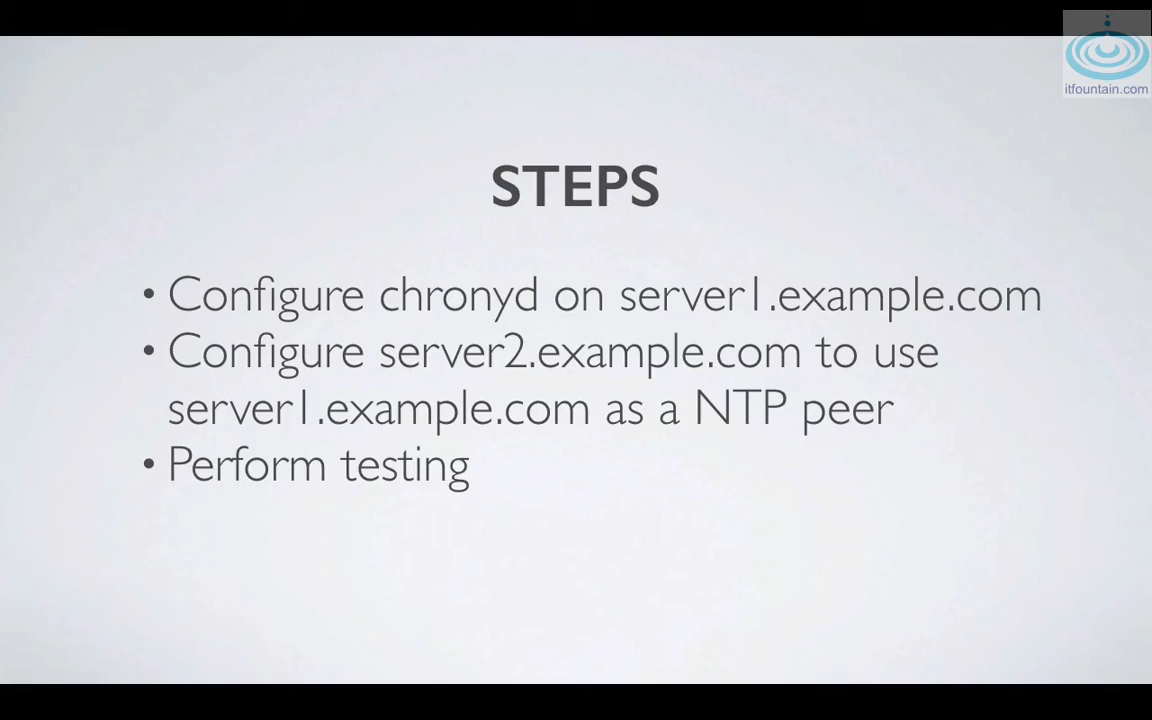 itfountain.com
STEPS
• Configure chronyd on server1.example.com
• Configure server2.example.com to use
server1.example.com as a NTP peer
• Perform testing